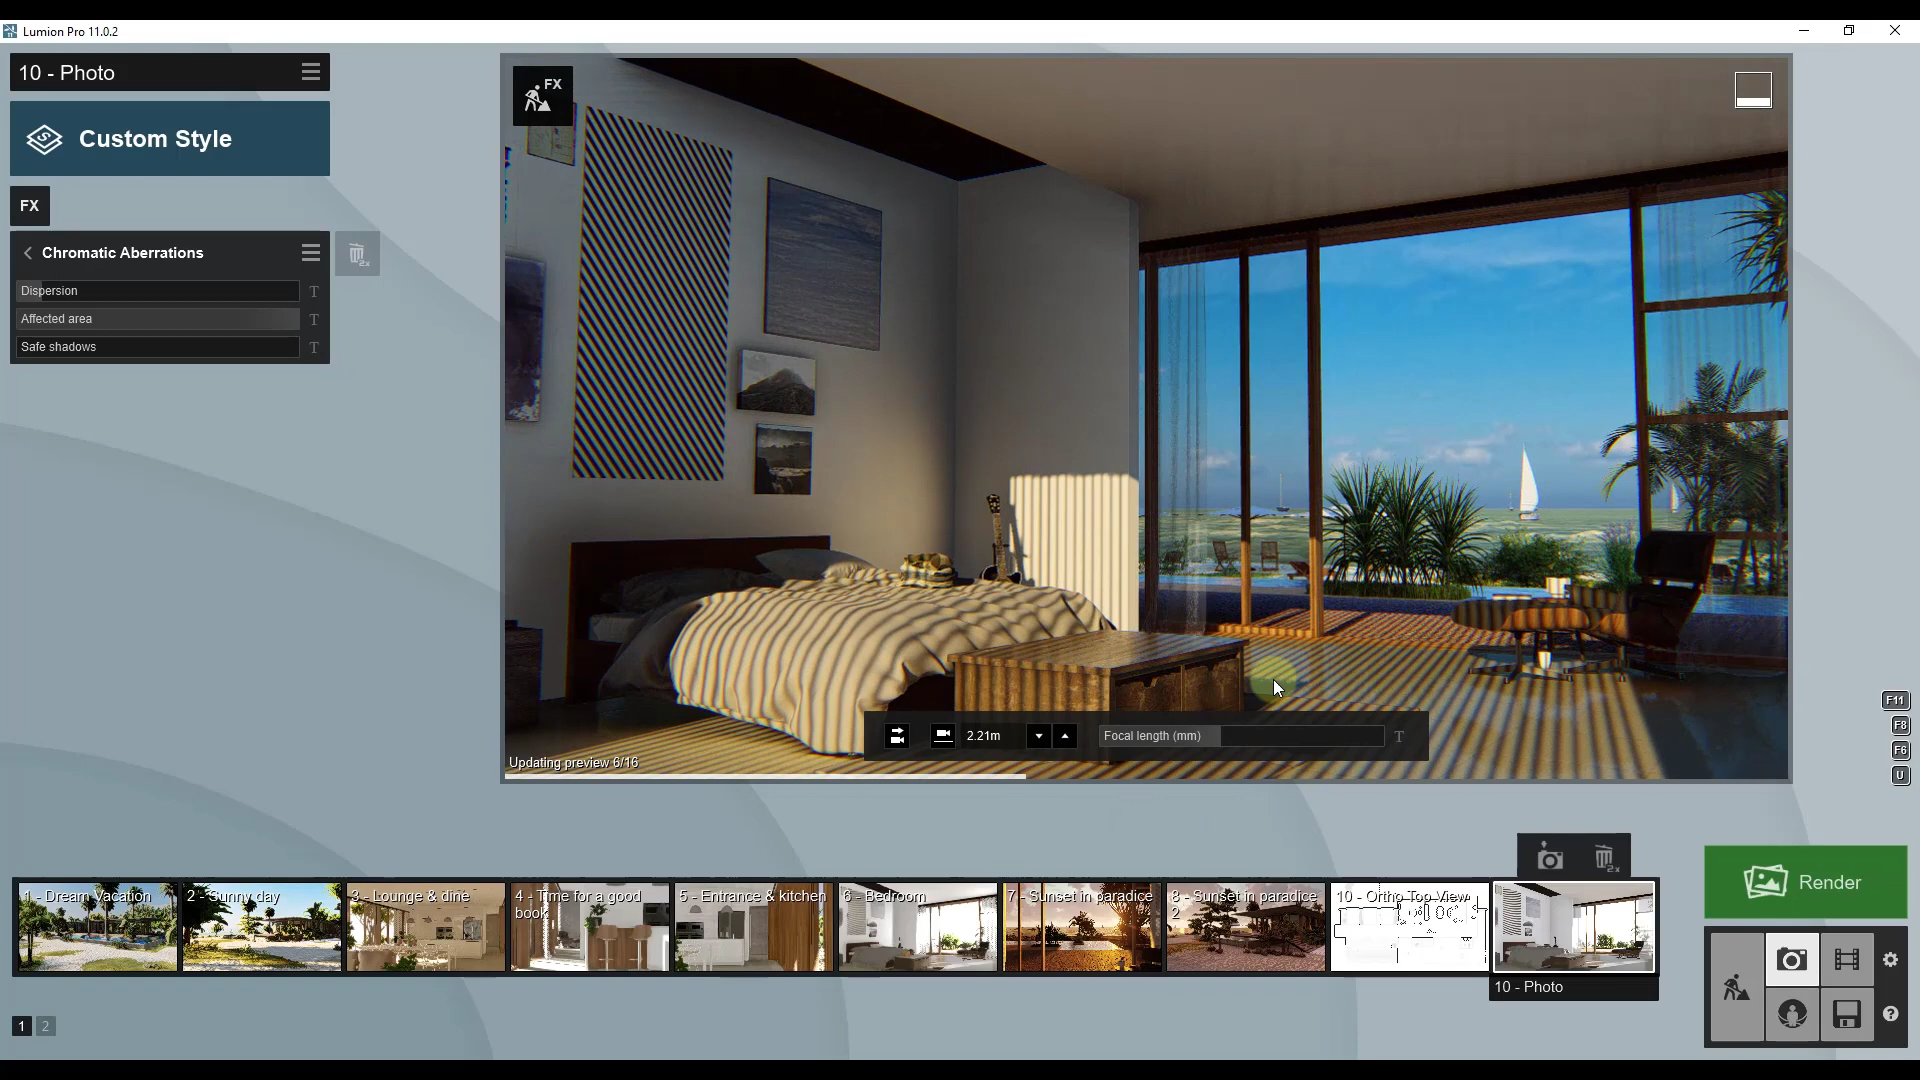 Lumion Pro 11.0.2
10 - Photo
Custom Style
FX
Chromatic Aberrations
Dispersion T
Affected area T
Safe shadows T
FX
2.21m
Focal length (mm) T
Updating preview 6/16
F11
F8
F6
U
1 - Dream Vacation
2 - Sunny day
3 - Lounge & dine
4 - Time for a good
book
5 - Entrance & kitchen
6 - Bedroom
7 - Sunset in paradice
8 - Sunset in paradice
2
10 - Ortho Top View
10 - Photo
Render
1 2